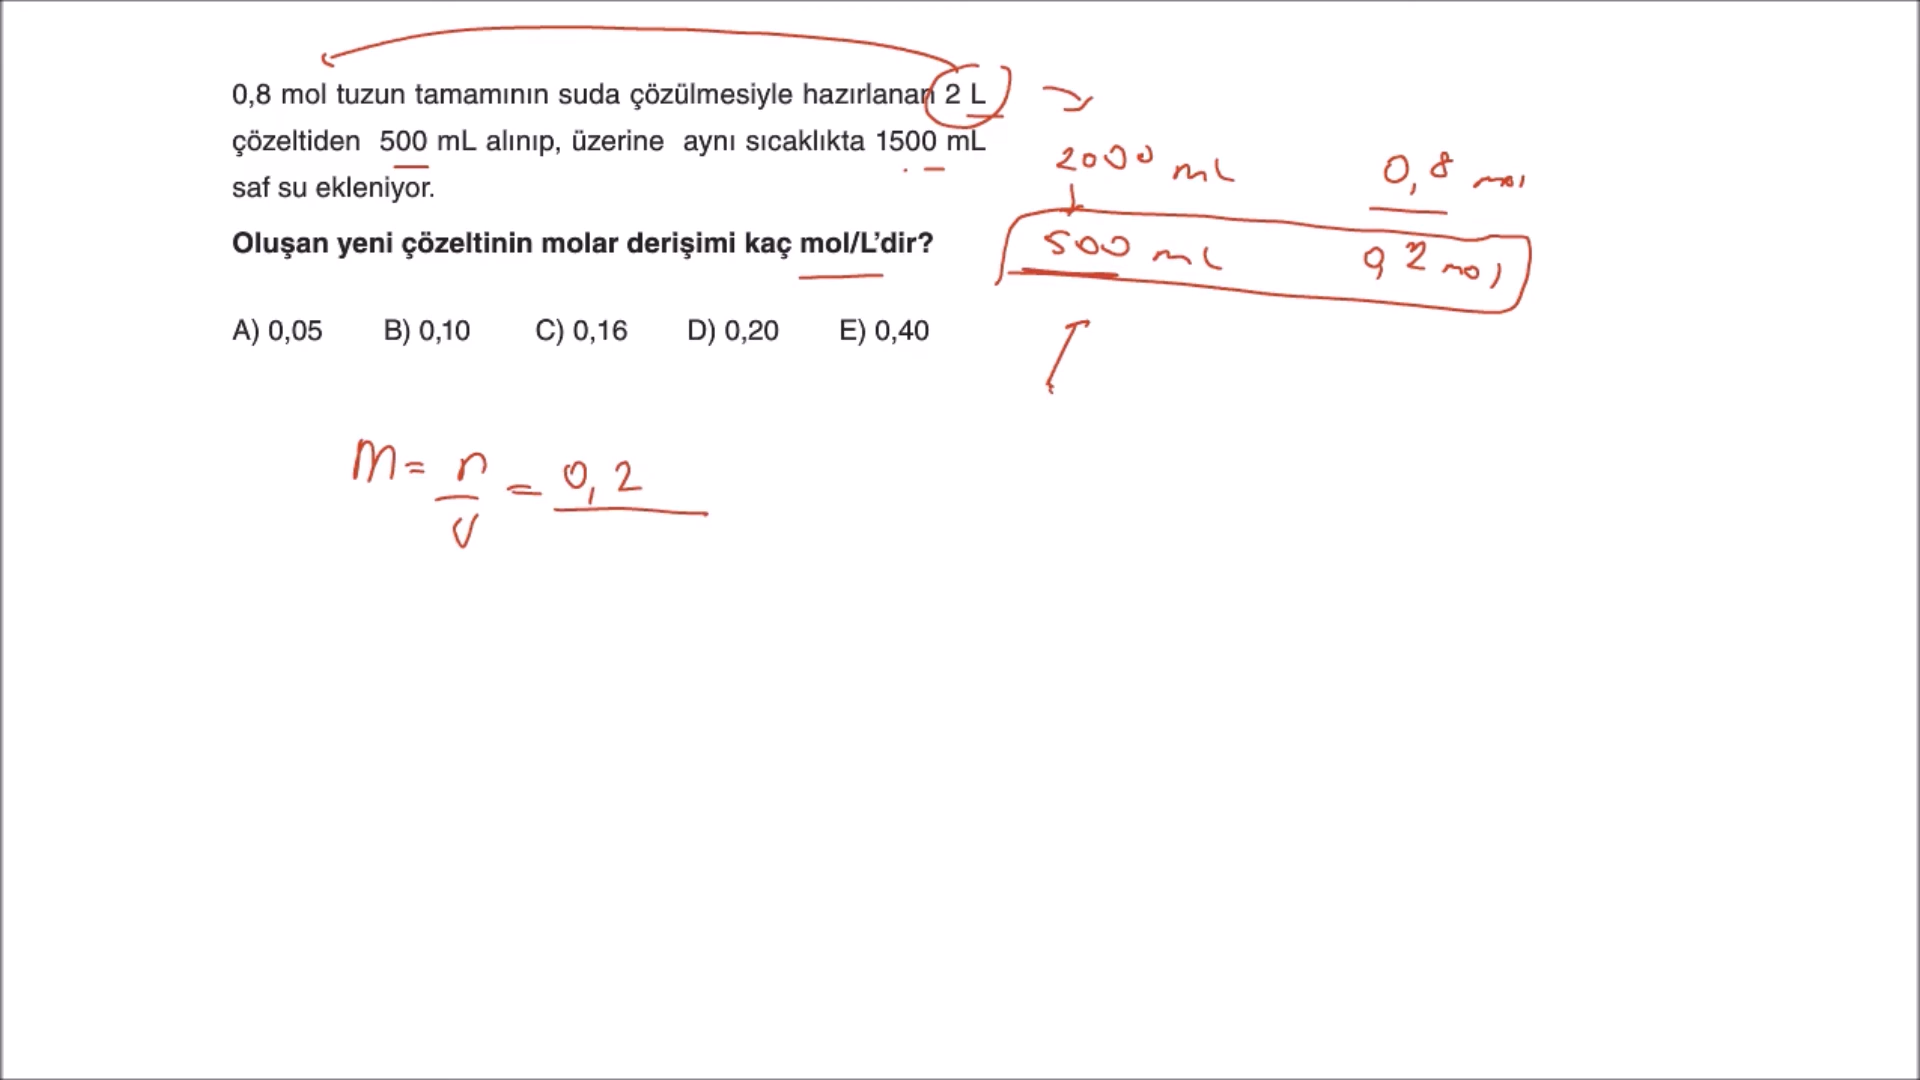 0,8 mol tuzun tamamının suda çözülmesiyle hazırlanan 2 L
çözeltiden 500 mL alınıp, üzerine aynı sıcaklıkta 1500 mL
saf su ekleniyor.
Oluşan yeni çözeltinin molar derişimi kaç mol/L’dir?
A) 0,05 B) 0,10 C) 0,16 D) 0,20 E) 0,40
2000 mL 0,8 mol
500 mL 0,2 mol
M = n/v = 0,2